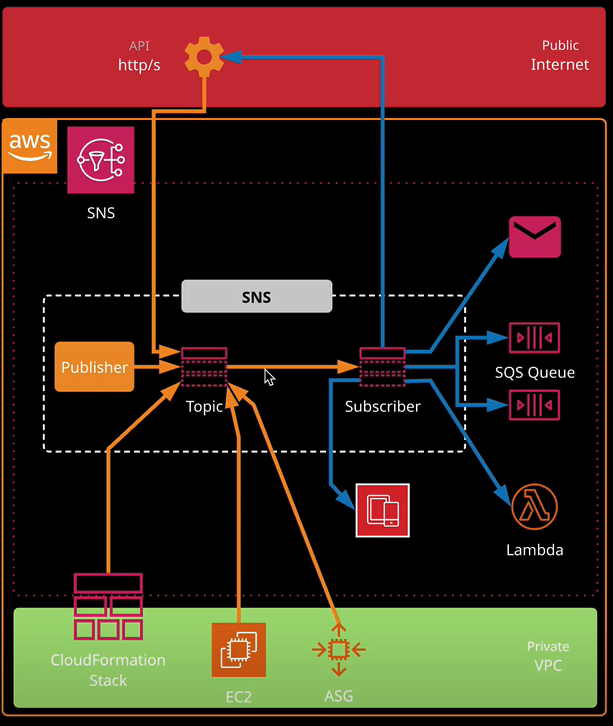 API
http/s
Public
Internet
aws
SNS
SNS
Publisher
Topic
Subscriber
SQS Queue
Lambda
CloudFormation
Stack
EC2
ASG
Private
VPC